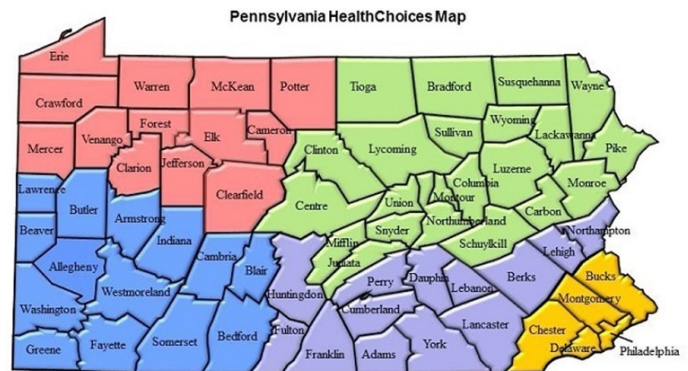 Pennsylvania HealthChoices Map
Erie
Warren
McKean
Potter
Tioga
Bradford
Susquehanna
Wayne
Crawford
Forest
Elk
Cameron
Wyoming
Lackawanna
Sullivan
Mercer
Venango
Clarion
Jefferson
Clinton
Lycoming
Pike
Luzerne
Clearfield
Columbia
Montour
Monroe
Lawrence
Butler
Armstrong
Centre
Union
Carbon
Northumberland
Snyder
Beaver
Indiana
Mifflin
Schuylkill
Northampton
Lehigh
Allegheny
Cambria
Blair
Juniata
Perry
Dauphin
Lebanon
Berks
Bucks
Westmoreland
Huntingdon
Montgomery
Washington
Cumberland
Lancaster
Chester
Greene
Fayette
Somerset
Bedford
Fulton
Franklin
Adams
York
Delaware
Philadelphia